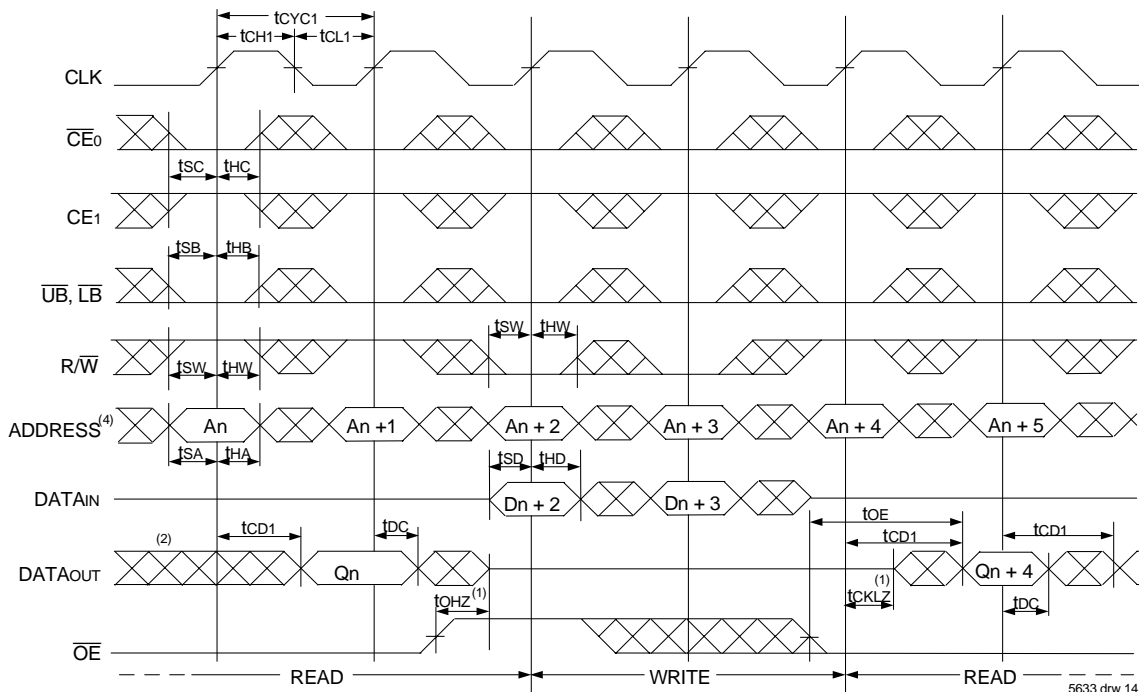 tCYC1
tCH1 tCL1
CLK
CE0
tSC tHC
CE1
tSB tHB
UB, LB
tSW tHW
R/W
tSW tHW
ADDRESS(4) An An +1 An + 2 An + 3 An + 4 An + 5
tSA tHA tSD tHD
DATAIN Dn + 2 Dn + 3
tOE
(2) tCD1 tDC tCD1 tCD1
DATAOUT Qn Qn + 4
tOHZ(1) tCKLZ(1) tDC
OE
READ WRITE READ
5633 drw 14